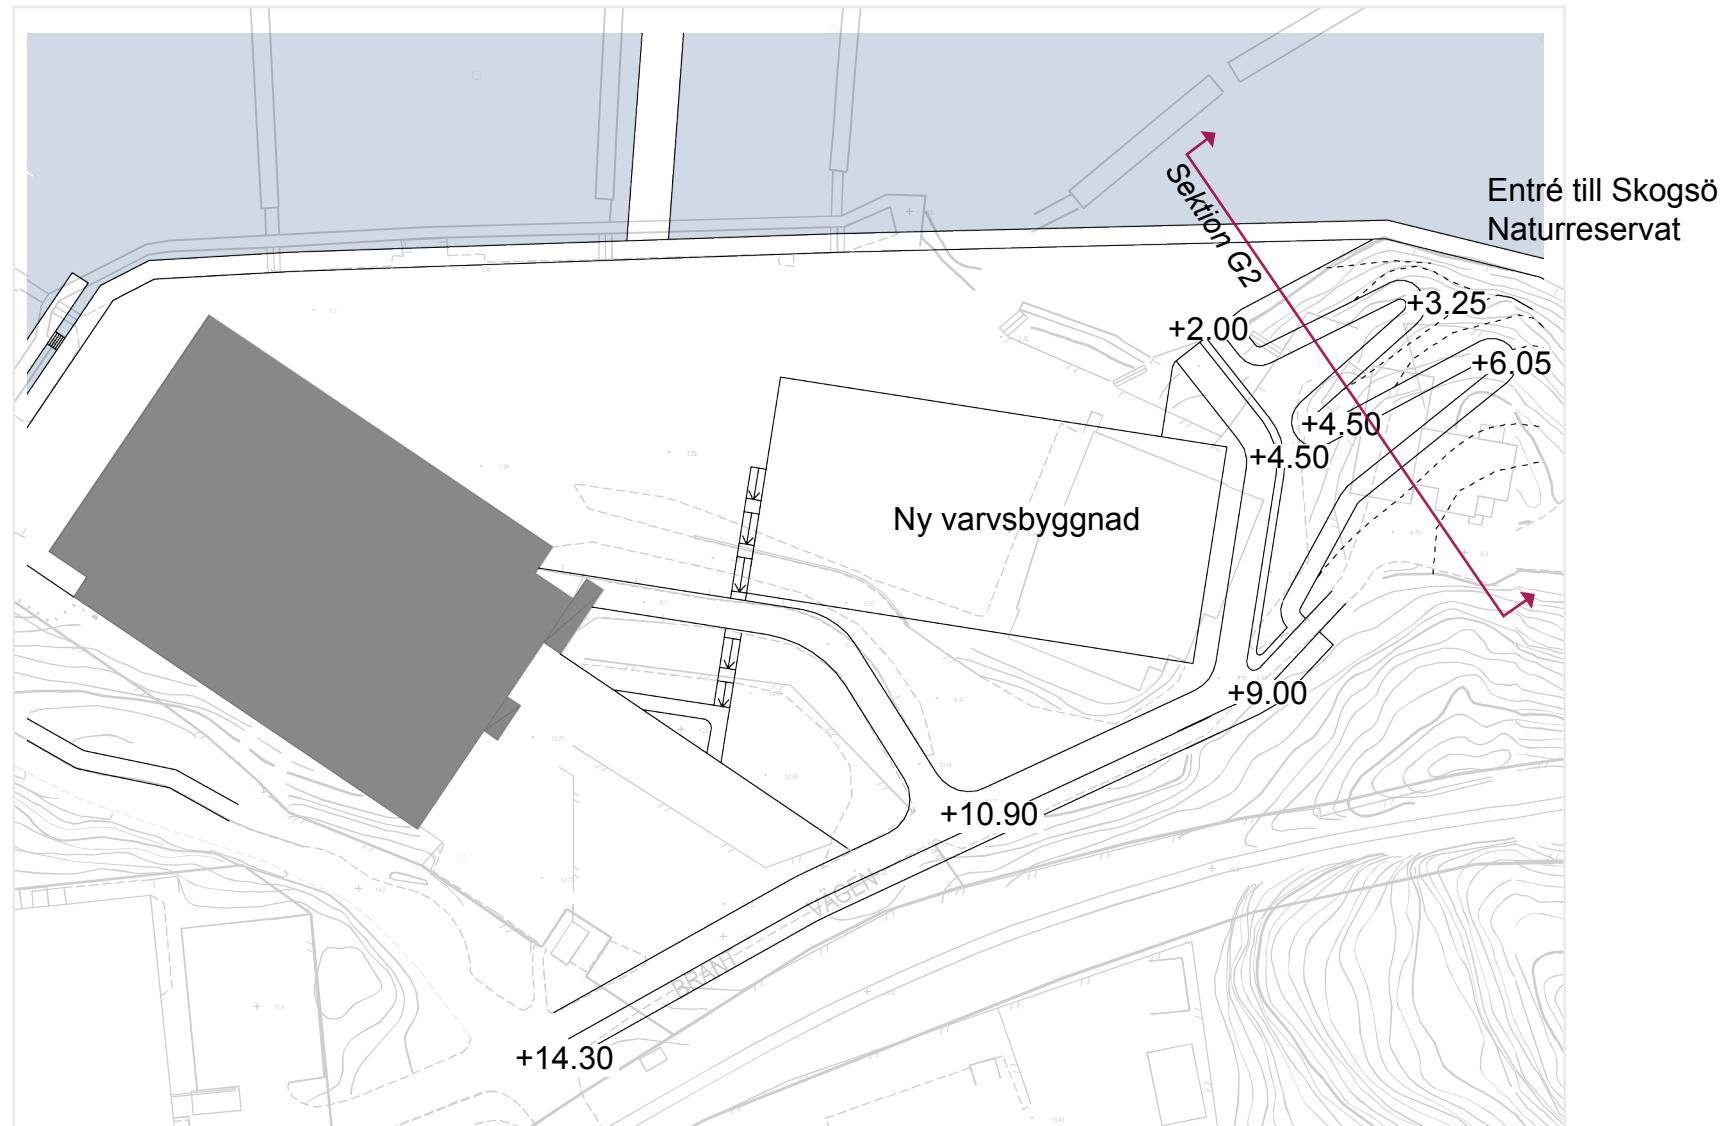 Entré till Skogsö
Naturreservat
Sektion G2
+3.25
+2.00
+6.05
+4.50
+4.50
Ny varvsbyggnad
+9.00
+10.90
VÄGEN
+14.30